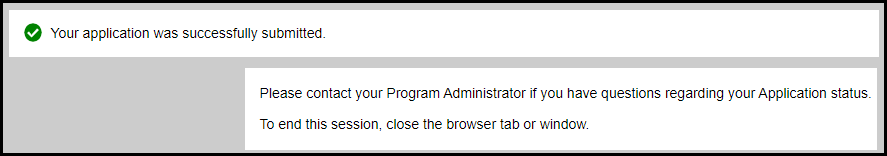 Your application was successfully submitted.
Please contact your Program Administrator if you have questions regarding your Application status.
To end this session, close the browser tab or window.